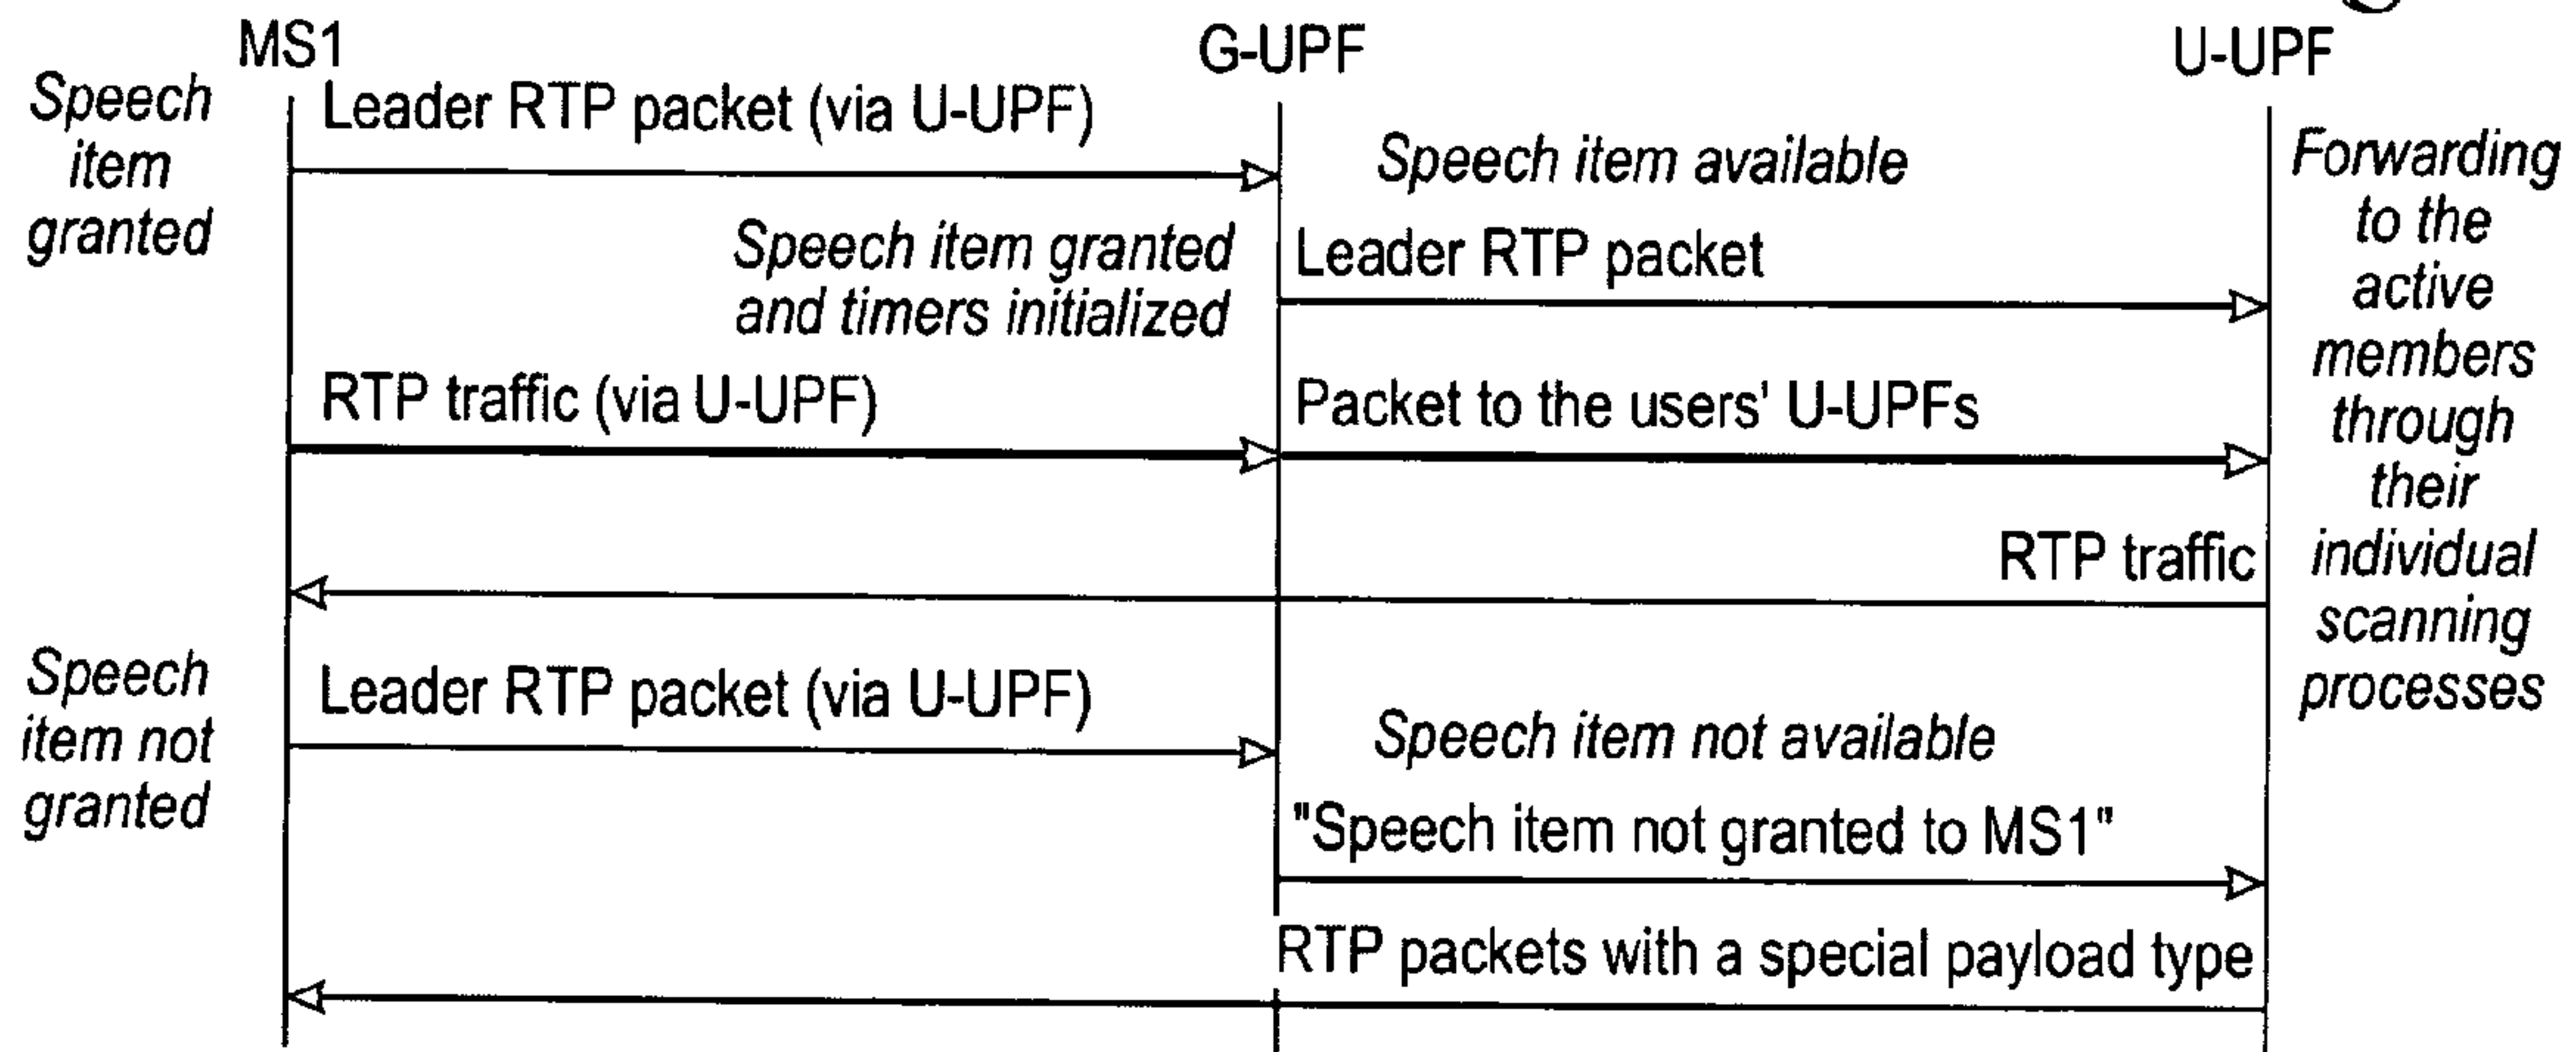 MS1
G-UPF
U-UPF
Speech
item
granted
Leader RTP packet (via U-UPF)
Speech item available
Forwarding
to the
active
members
through
their
individual
scanning
processes
Speech item granted
and timers initialized
Leader RTP packet
RTP traffic (via U-UPF)
Packet to the users' U-UPFs
RTP traffic
Speech
item not
granted
Leader RTP packet (via U-UPF)
Speech item not available
"Speech item not granted to MS1"
RTP packets with a special payload type